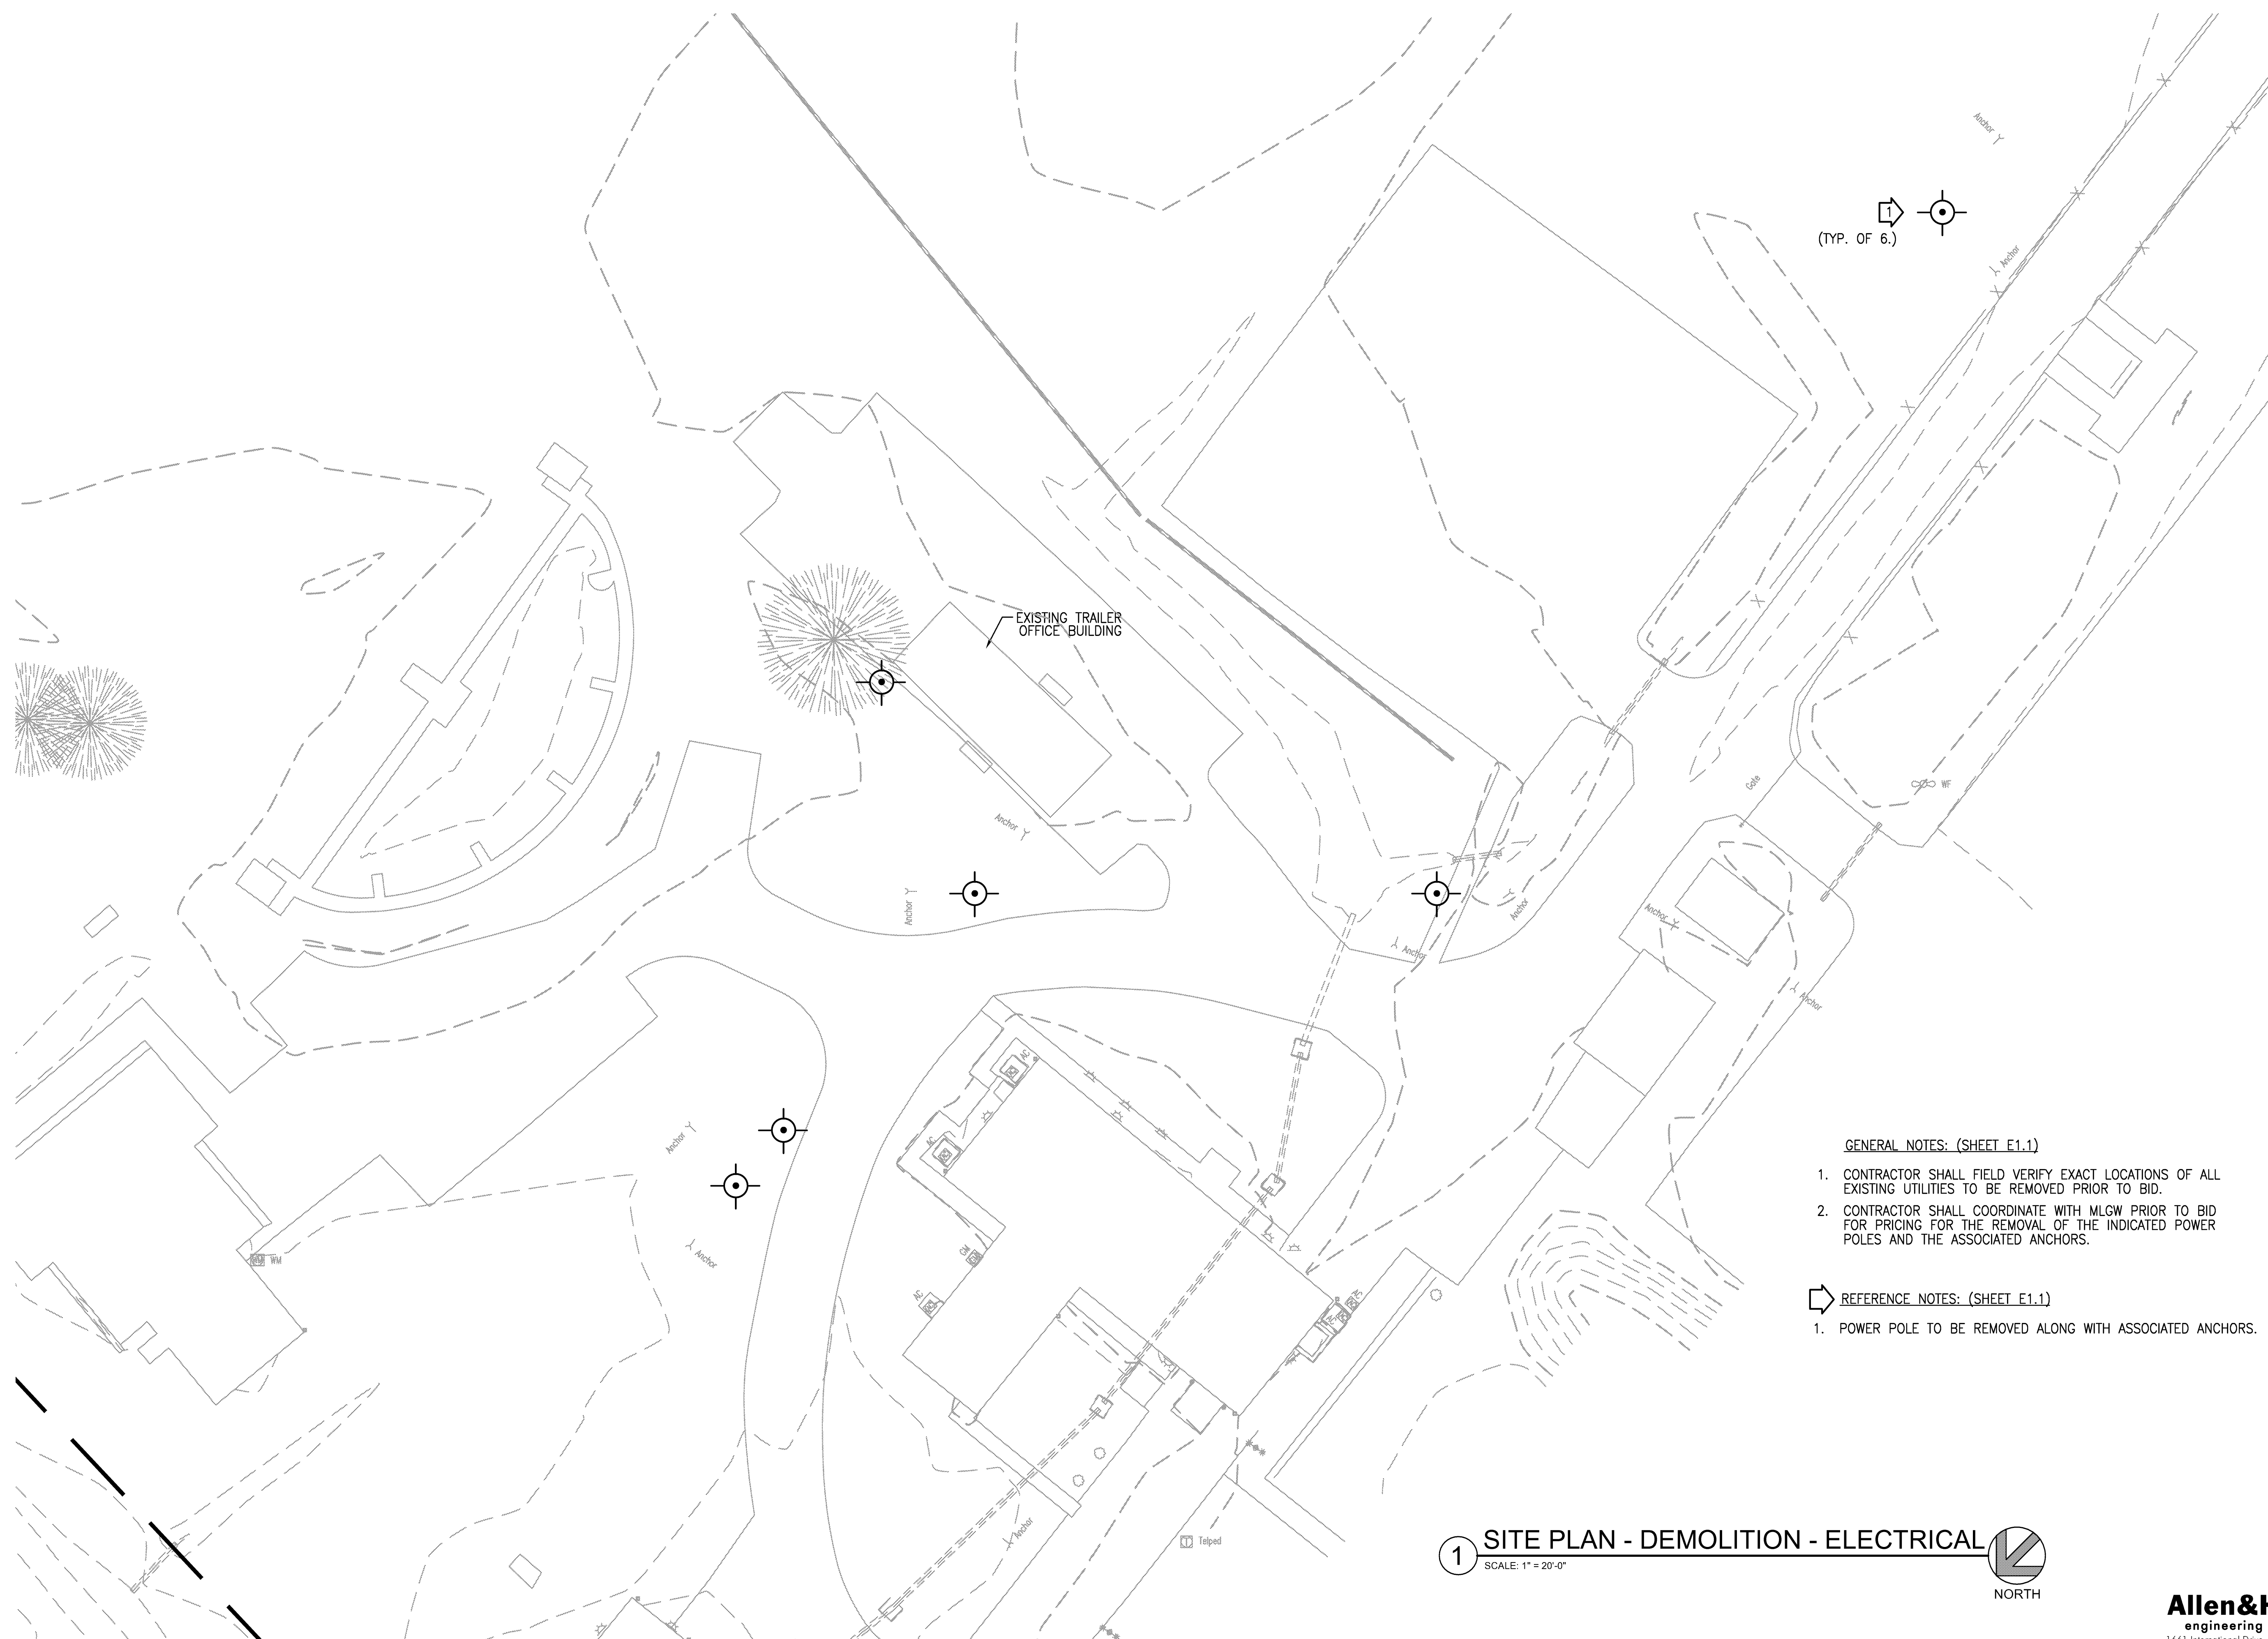 Anchor
1
(TYP. OF 6.)
Anchor
EXISTING TRAILER
OFFICE BUILDING
Gate
WF
Anchor
Anchor
Anchor
Anchor
Anchor
Anchor
AC
Anchor
AC
GENERAL NOTES: (SHEET E1.1)
1. CONTRACTOR SHALL FIELD VERIFY EXACT LOCATIONS OF ALL
EXISTING UTILITIES TO BE REMOVED PRIOR TO BID.
2. CONTRACTOR SHALL COORDINATE WITH MLGW PRIOR TO BID
FOR PRICING FOR THE REMOVAL OF THE INDICATED POWER
POLES AND THE ASSOCIATED ANCHORS.
Anchor
WM
GM
AC
AC
AC
REFERENCE NOTES: (SHEET E1.1)
1. POWER POLE TO BE REMOVED ALONG WITH ASSOCIATED ANCHORS.
Anchor
T Telped
1 SITE PLAN - DEMOLITION - ELECTRICAL
SCALE: 1" = 20'-0"
NORTH
Allen&H
engineering